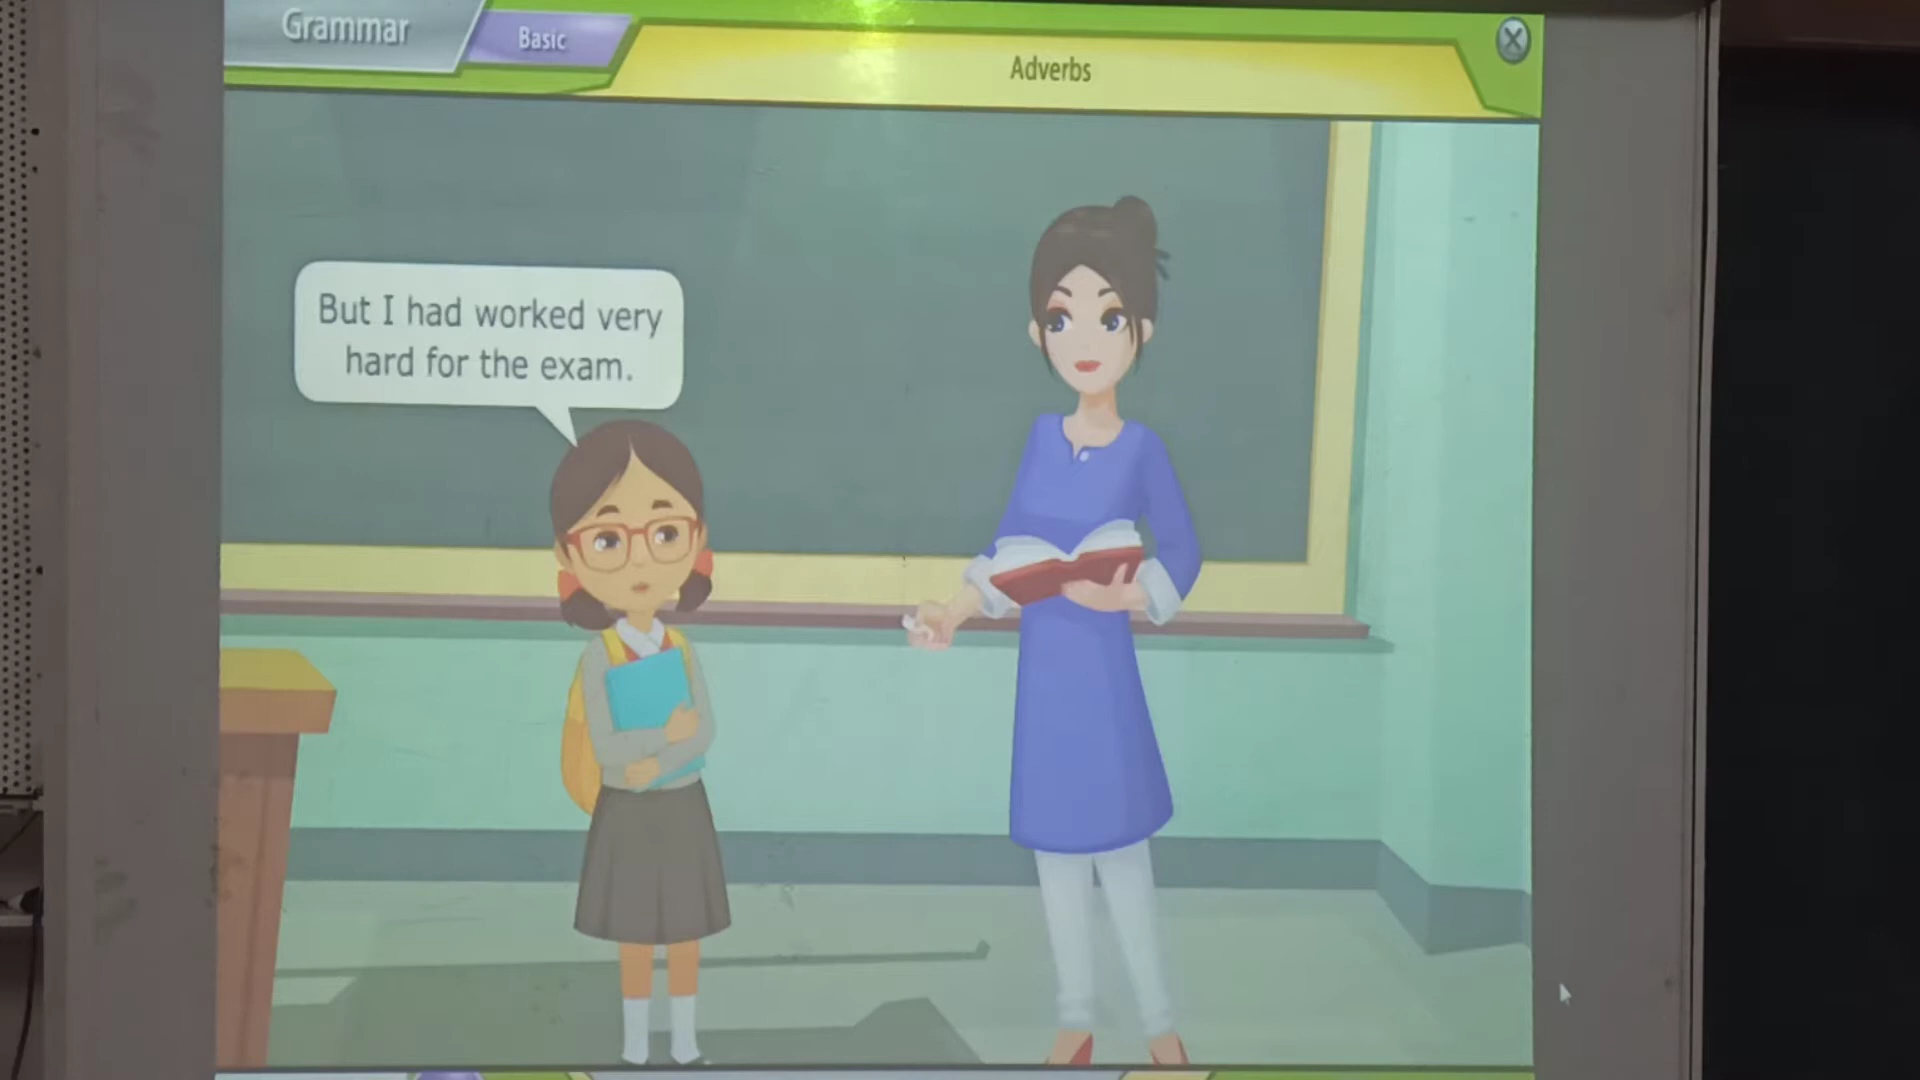 Grammar
Basic
Adverbs
But I had worked very
hard for the exam.